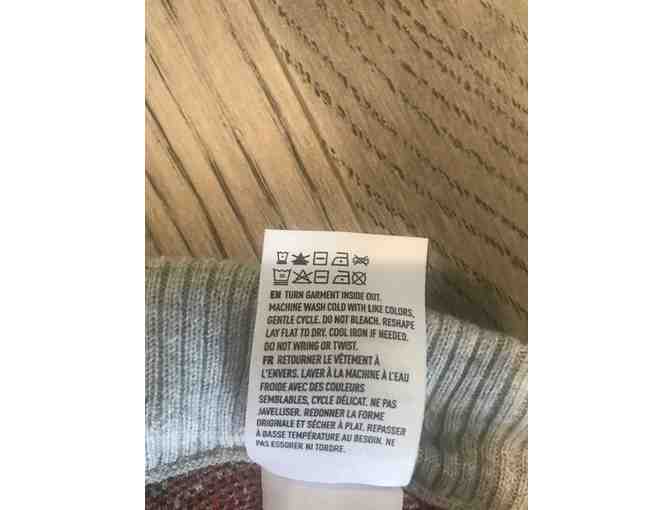 EN TURN GARMENT INSIDE OUT.
MACHINE WASH COLD WITH LIKE COLORS,
GENTLE CYCLE. DO NOT BLEACH. RESHAPE
LAY FLAT TO DRY. COOL IRON IF NEEDED.
DO NOT WRING OR TWIST.
FR RETOURNER LE VÊTEMENT À
L'ENVERS. LAVER À LA MACHINE À L'EAU
FROIDE AVEC DES COULEURS
SEMBLABLES, CYCLE DÉLICAT. NE PAS
JAVELLISER. REDONNER LA FORME
ORIGINALE ET SÉCHER À PLAT. REPASSER
À BASSE TEMPÉRATURE AU BESOIN. NE
PAS ESSORER NI TORDRE.